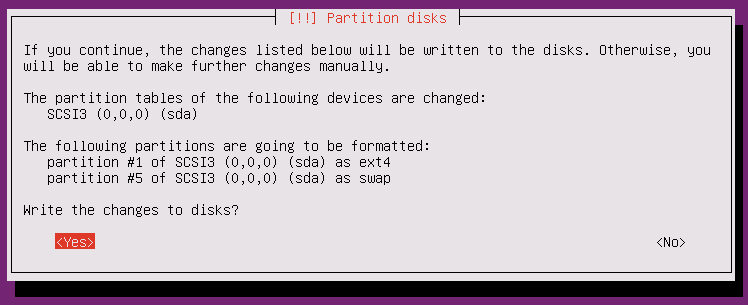 [!!] Partition disks
If you continue, the changes listed below will be written to the disks. Otherwise, you
will be able to make further changes manually.
The partition tables of the following devices are changed:
SCSI3 (0,0,0) (sda)
The following partitions are going to be formatted:
partition #1 of SCSI3 (0,0,0) (sda) as ext4
partition #5 of SCSI3 (0,0,0) (sda) as swap
Write the changes to disks?
<Yes> <No>